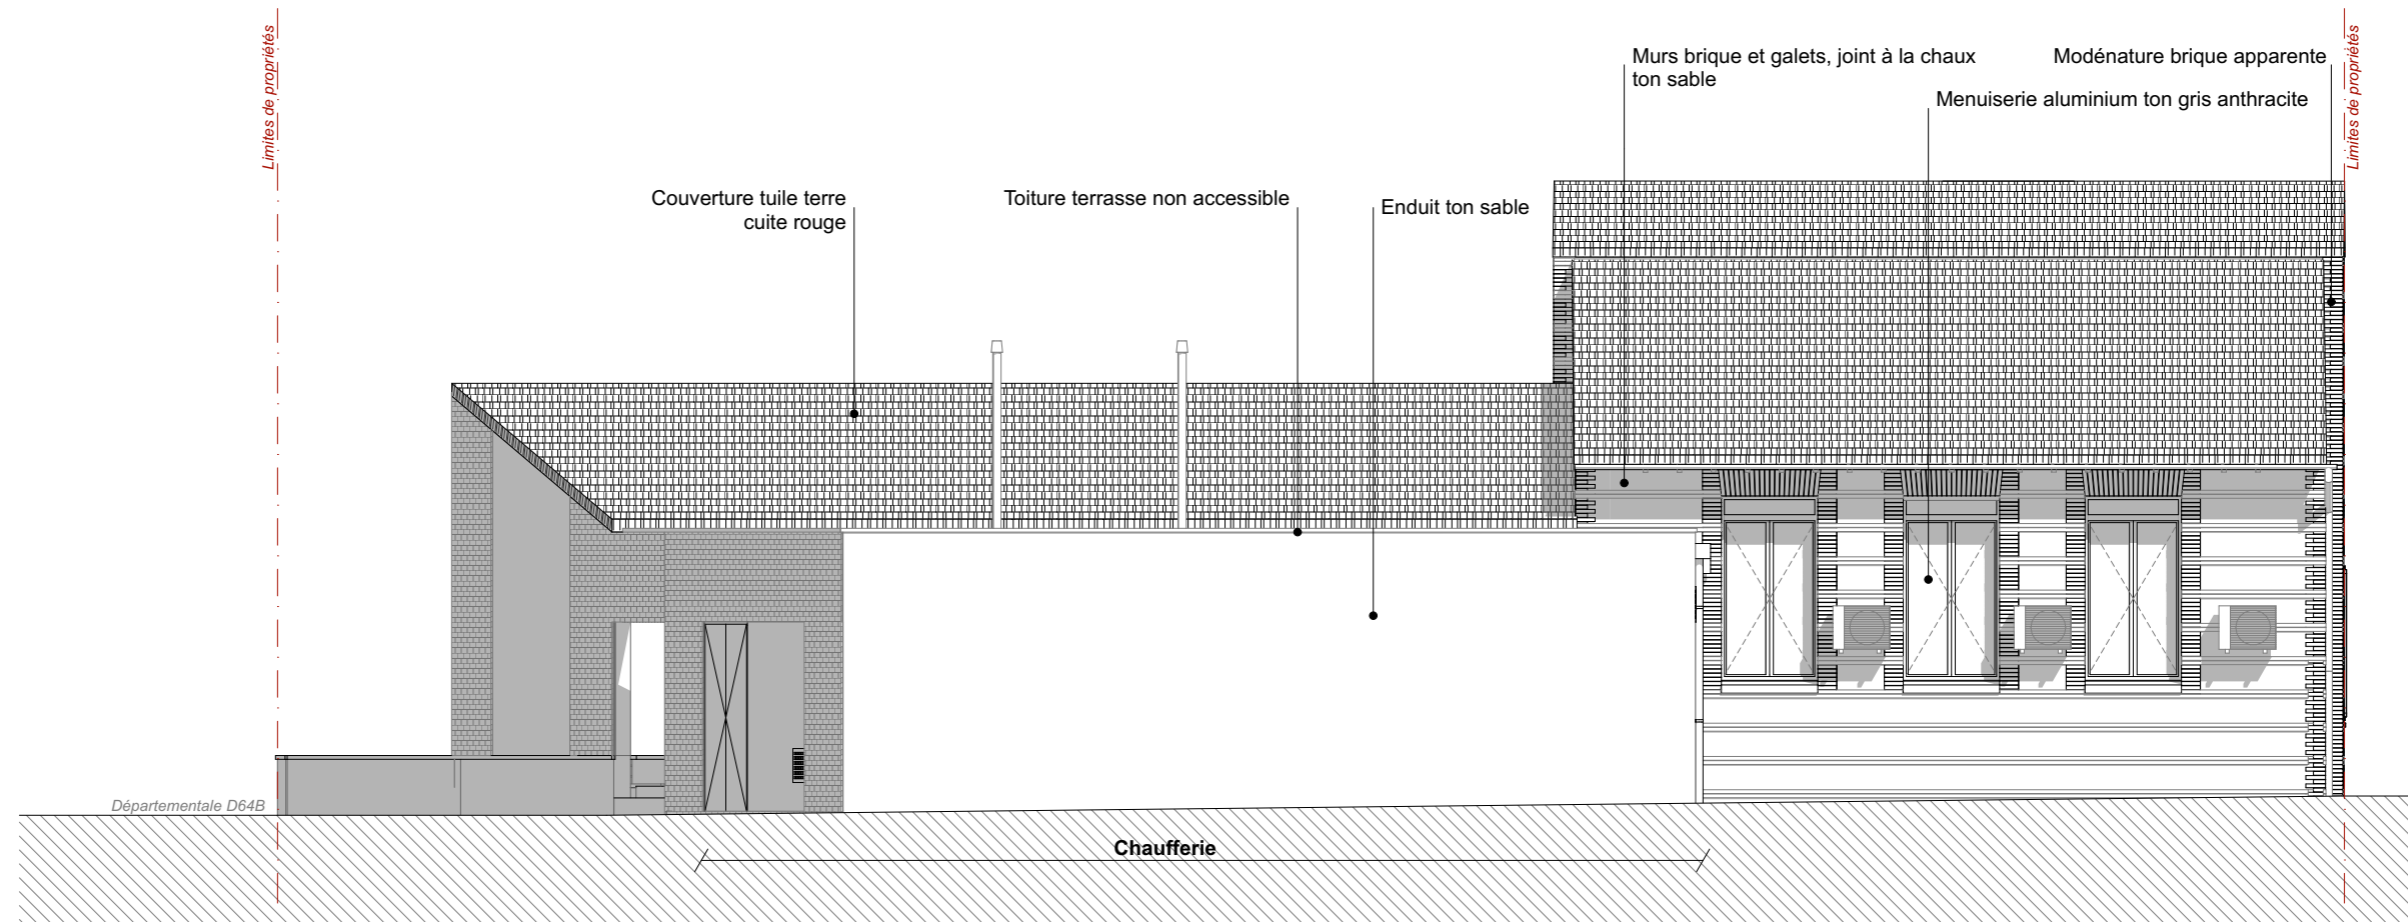 Limites de propriétés
Murs brique et galets, joint à la chaux
ton sable
Modénature brique apparente
Limites de propriétés
Menuiserie aluminium ton gris anthracite
Couverture tuile terre
cuite rouge
Toiture terrasse non accessible
Enduit ton sable
Départementale D64B
Chaufferie